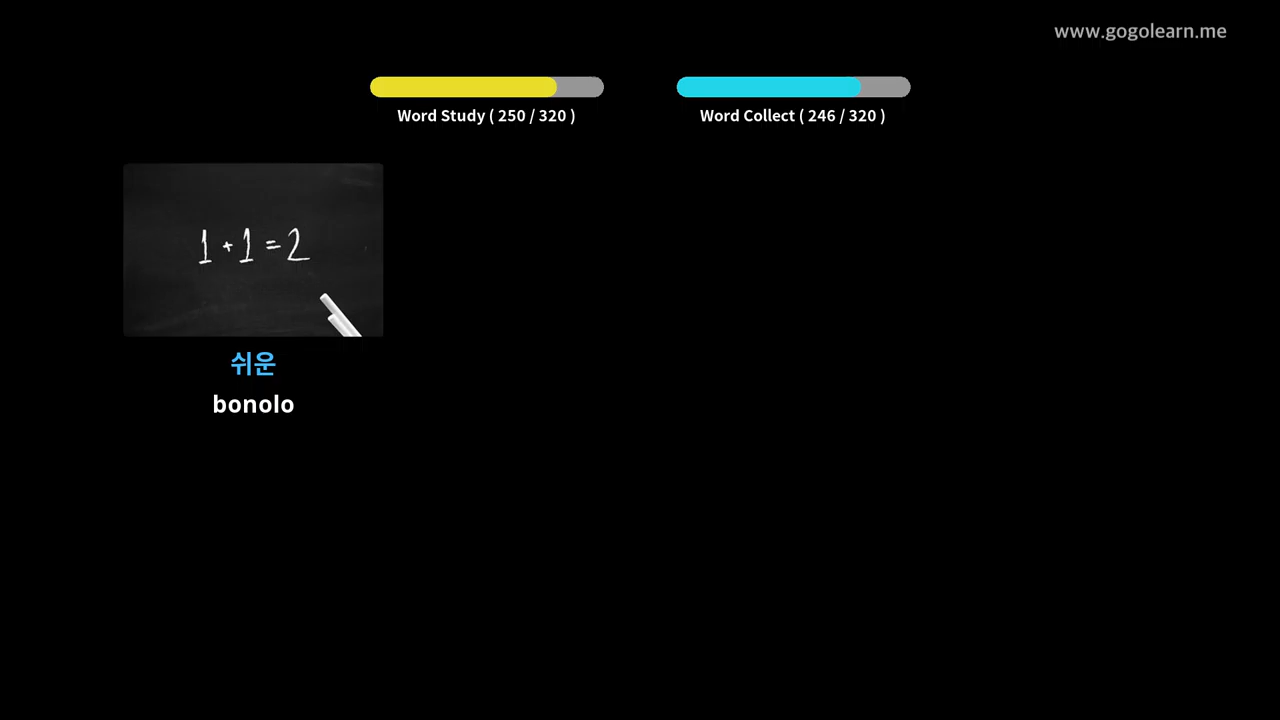 www.gogolearn.me
Word Study ( 250 / 320 )
Word Collect ( 246 / 320 )
1 + 1 = 2
쉬운
bonolo